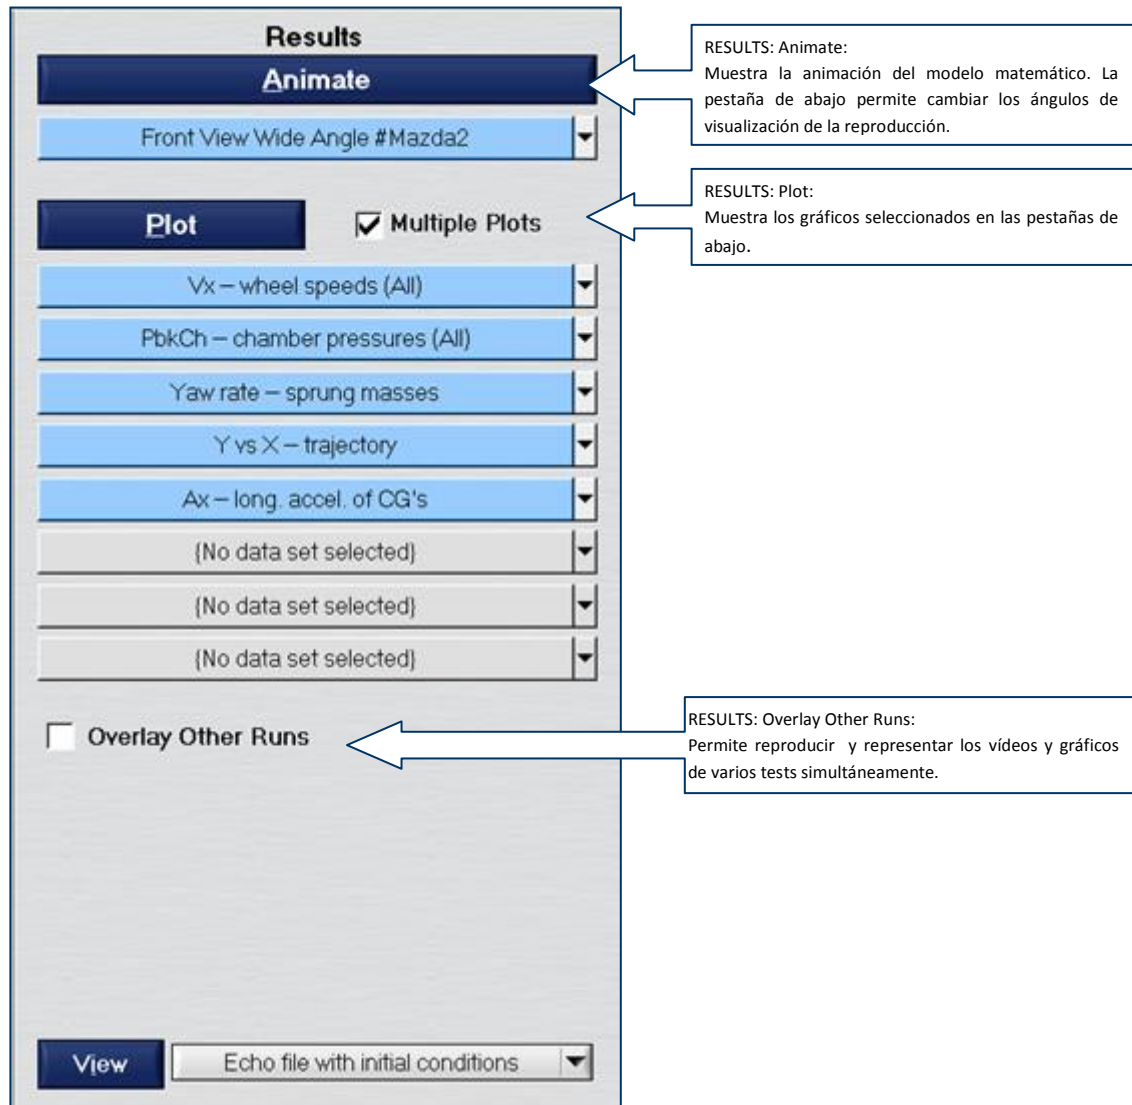 Results
Animate
Front View Wide Angle #Mazda2
Plot
Multiple Plots
Vx – wheel speeds (All)
PbkCh – chamber pressures (All)
Yaw rate – sprung masses
Y vs X – trajectory
Ax – long. accel. of CG's
{No data set selected}
{No data set selected}
{No data set selected}
Overlay Other Runs
View
Echo file with initial conditions
RESULTS: Animate:
Muestra la animación del modelo matemático. La
pestaña de abajo permite cambiar los ángulos de
visualización de la reproducción.
RESULTS: Plot:
Muestra los gráficos seleccionados en las pestañas de
abajo.
RESULTS: Overlay Other Runs:
Permite reproducir y representar los vídeos y gráficos
de varios tests simultáneamente.